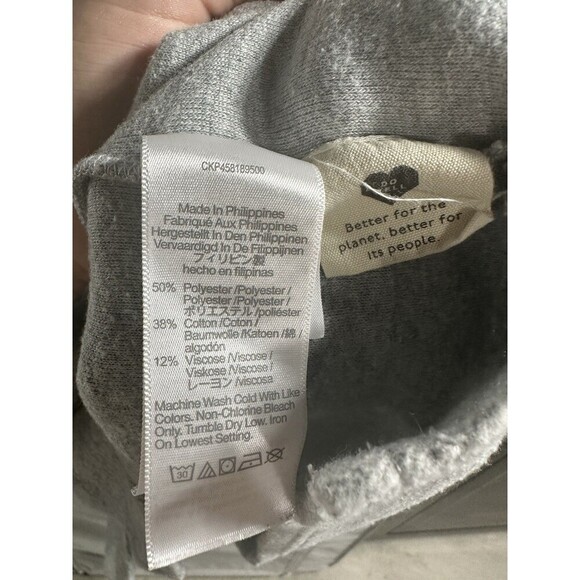 CKP458189500
Made In Philippines
Fabriqué Aux Philippines
Hergestellt In Den Philippinen
Vervaardigd In De Filippijnen
フィリピン製
hecho en filipinas
50% Polyester/Polyester/
Polyester/Polyester/
ポリエステル/poliéster
38% Cotton/Coton/
Baumwolle/Katoen/綿/
algodón
12% Viscose/Viscose/
Viskose/Viscose/
レーヨン/viscosa
Machine Wash Cold With Like
Colors. Non-Chlorine Bleach
Only. Tumble Dry Low. Iron
On Lowest Setting.
30
DO
Better for the
planet, better for
its people.